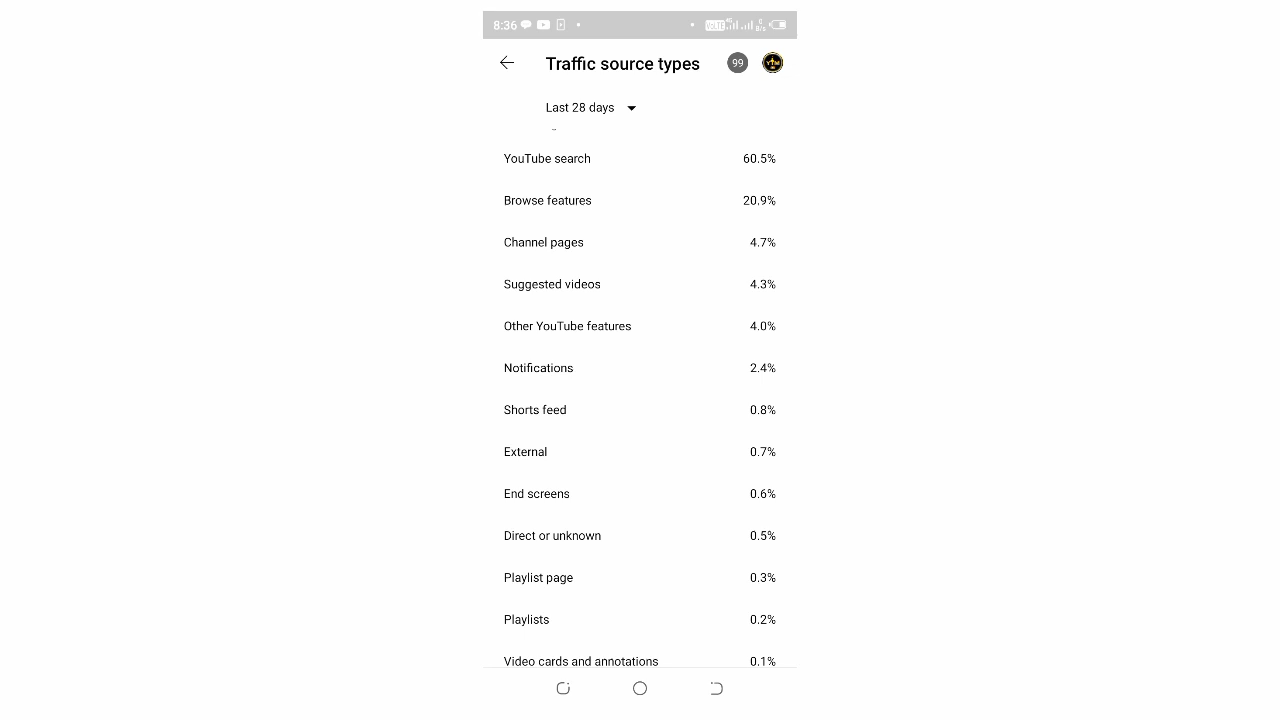 8:36
Traffic source types
99
Last 28 days
YouTube search 60.5%
Browse features 20.9%
Channel pages 4.7%
Suggested videos 4.3%
Other YouTube features 4.0%
Notifications 2.4%
Shorts feed 0.8%
External 0.7%
End screens 0.6%
Direct or unknown 0.5%
Playlist page 0.3%
Playlists 0.2%
Video cards and annotations 0.1%